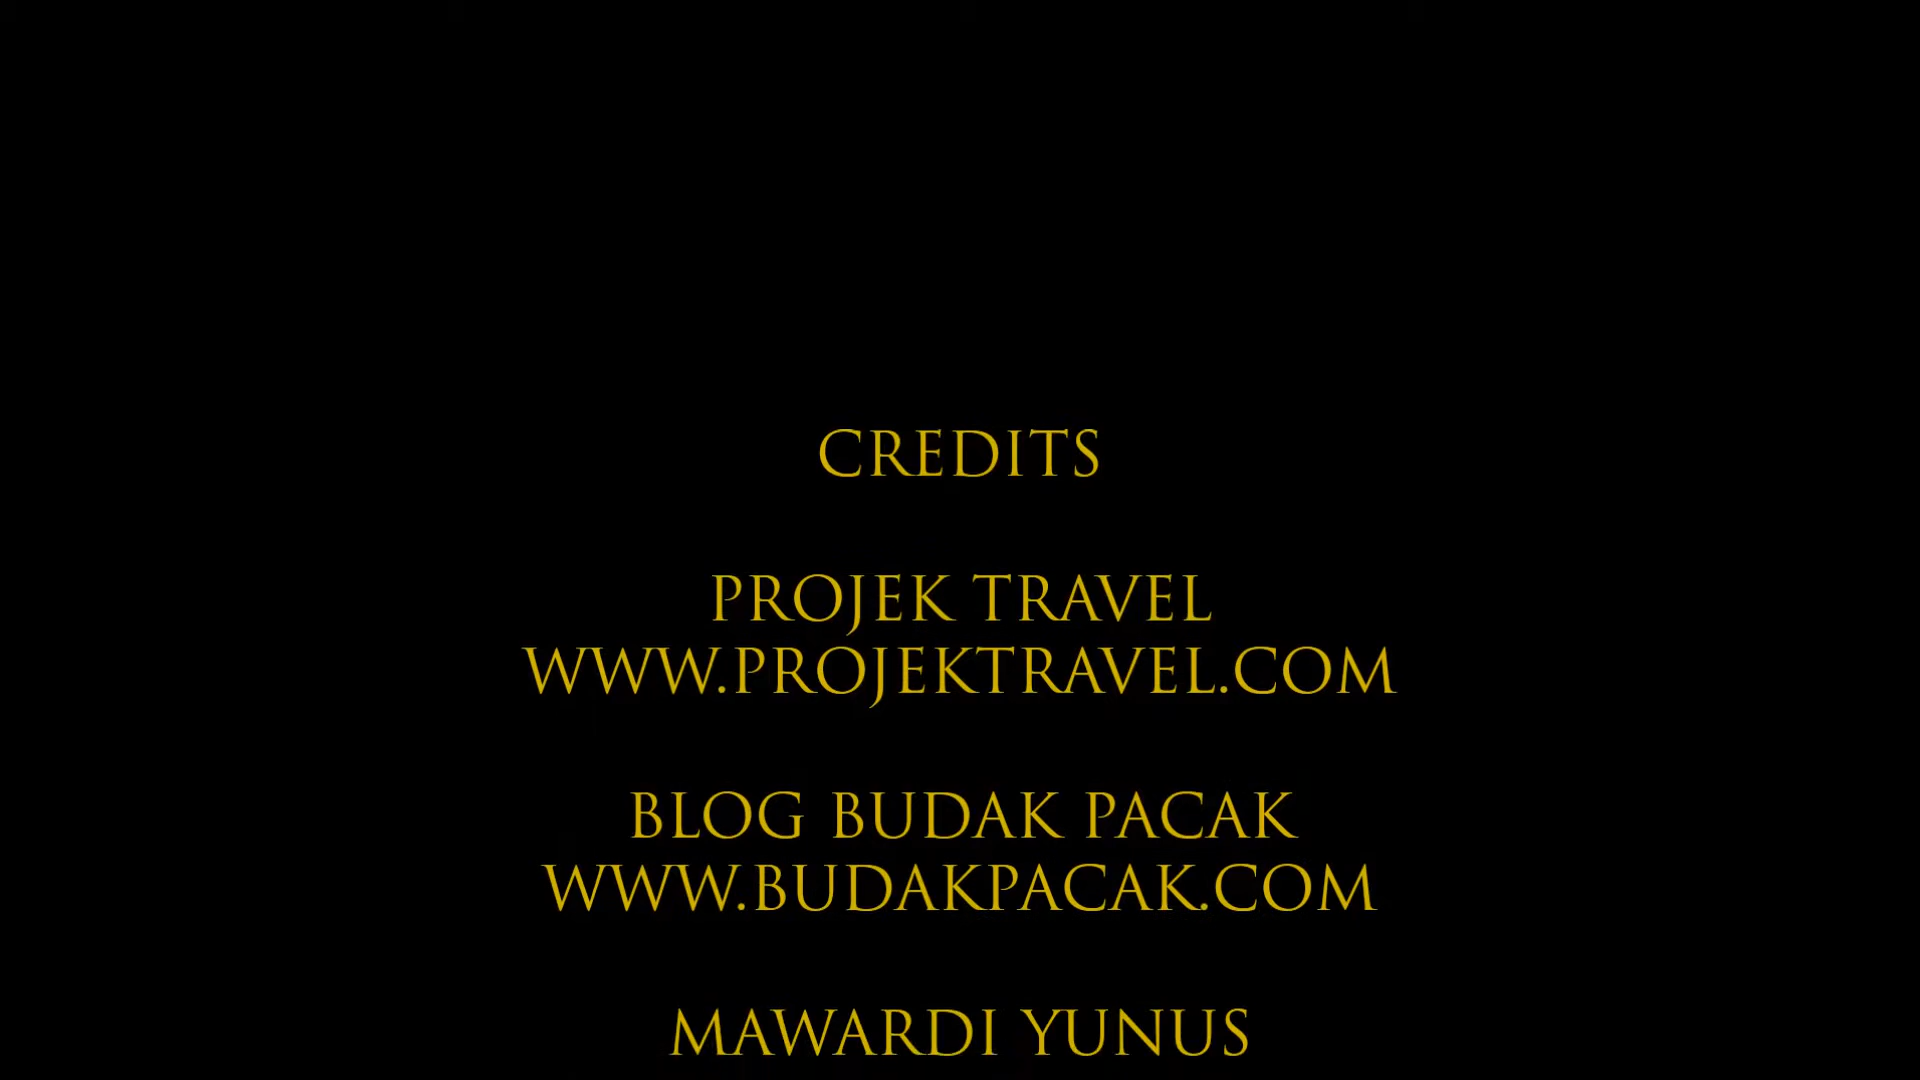 CREDITS
PROJEK TRAVEL
WWW.PROJEKTRAVEL.COM
BLOG BUDAK PACAK
WWW.BUDAKPACAK.COM
MAWARDI YUNUS